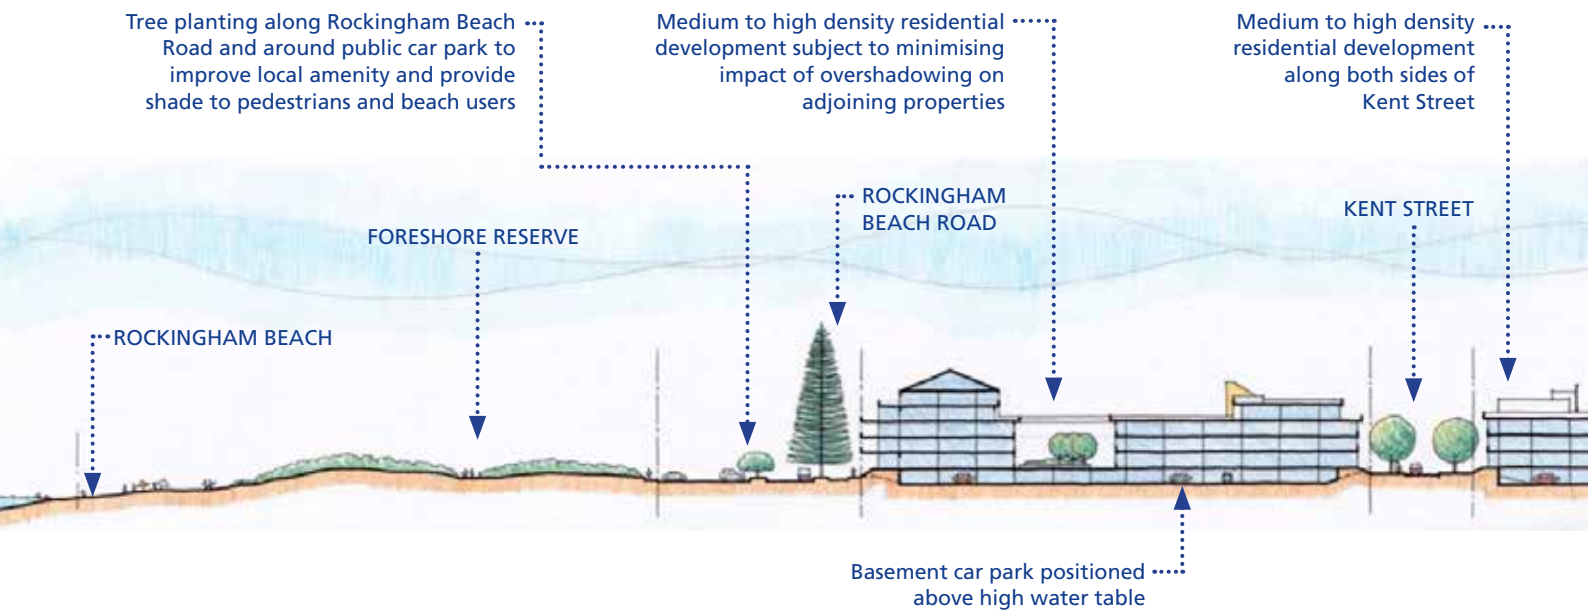 Tree planting along Rockingham Beach
Road and around public car park to
improve local amenity and provide
shade to pedestrians and beach users
Medium to high density residential
development subject to minimising
impact of overshadowing on
adjoining properties
Medium to high density
residential development
along both sides of
Kent Street
ROCKINGHAM
BEACH ROAD
KENT STREET
FORESHORE RESERVE
ROCKINGHAM BEACH
Basement car park positioned
above high water table